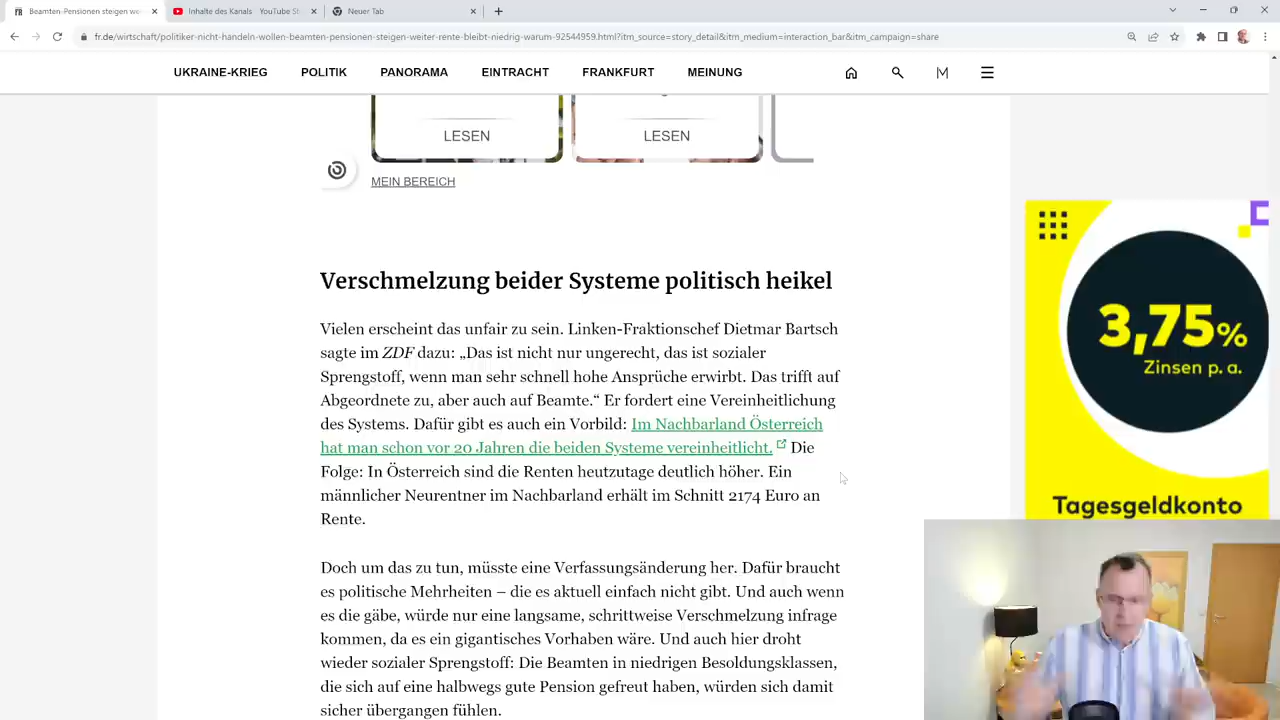 Beamten-Pensionen steigen w
Inhalte des Kanals - YouTube St
Neuer Tab
fr.de/wirtschaft/politiker-nicht-handeln-wollen-beamten-pensionen-steigen-weiter-rente-bleibt-niedrig-warum-92544959.html?itm_source=story_detail&itm_medium=interaction_bar&itm_campaign=share
UKRAINE-KRIEG POLITIK PANORAMA EINTRACHT FRANKFURT MEINUNG
LESEN LESEN
MEIN BEREICH
Verschmelzung beider Systeme politisch heikel
Vielen erscheint das unfair zu sein. Linken-Fraktionschef Dietmar Bartsch
sagte im ZDF dazu: „Das ist nicht nur ungerecht, das ist sozialer
Sprengstoff, wenn man sehr schnell hohe Ansprüche erwirbt. Das trifft auf
Abgeordnete zu, aber auch auf Beamte.“ Er fordert eine Vereinheitlichung
des Systems. Dafür gibt es auch ein Vorbild: Im Nachbarland Österreich
hat man schon vor 20 Jahren die beiden Systeme vereinheitlicht. Die
Folge: In Österreich sind die Renten heutzutage deutlich höher. Ein
männlicher Neurentner im Nachbarland erhält im Schnitt 2174 Euro an
Rente.
Doch um das zu tun, müsste eine Verfassungsänderung her. Dafür braucht
es politische Mehrheiten – die es aktuell einfach nicht gibt. Und auch wenn
es die gäbe, würde nur eine langsame, schrittweise Verschmelzung infrage
kommen, da es ein gigantisches Vorhaben wäre. Und auch hier droht
wieder sozialer Sprengstoff: Die Beamten in niedrigen Besoldungsklassen,
die sich auf eine halbwegs gute Pension gefreut haben, würden sich damit
sicher übergangen fühlen.
3,75%
Zinsen p. a.
Tagesgeldkonto